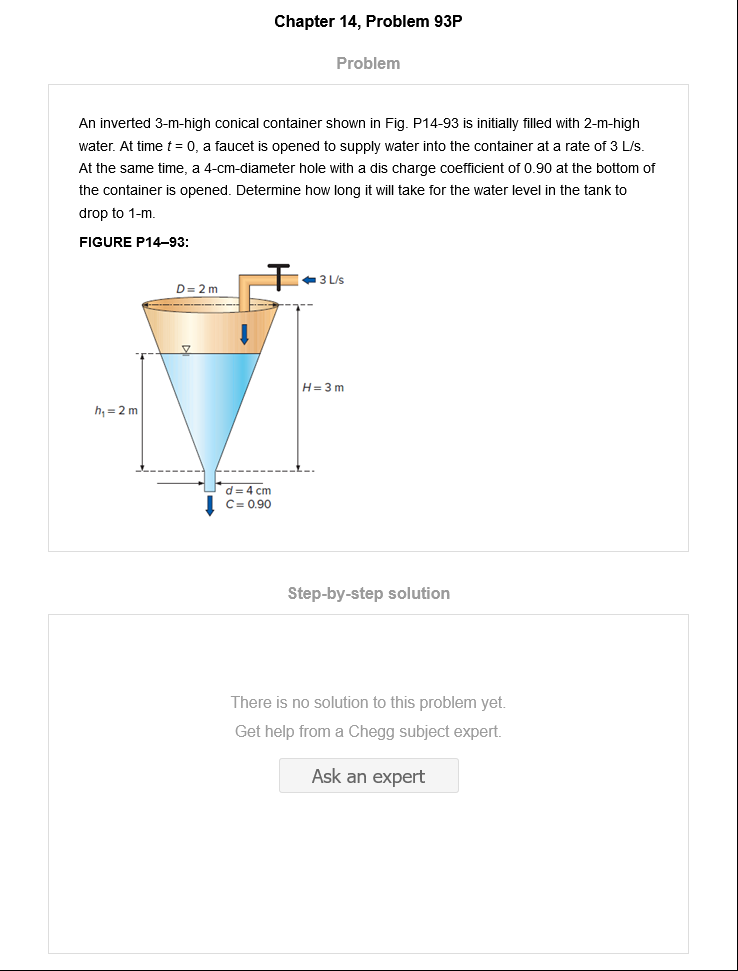 Chapter 14, Problem 93P
Problem
An inverted 3-m-high conical container shown in Fig. P14-93 is initially filled with 2-m-high
water. At time t = 0, a faucet is opened to supply water into the container at a rate of 3 L/s.
At the same time, a 4-cm-diameter hole with a dis charge coefficient of 0.90 at the bottom of
the container is opened. Determine how long it will take for the water level in the tank to
drop to 1-m.
FIGURE P14–93:
3 L/s
D = 2 m
H = 3 m
h₁ = 2 m
d = 4 cm
C = 0.90
Step-by-step solution
There is no solution to this problem yet.
Get help from a Chegg subject expert.
Ask an expert